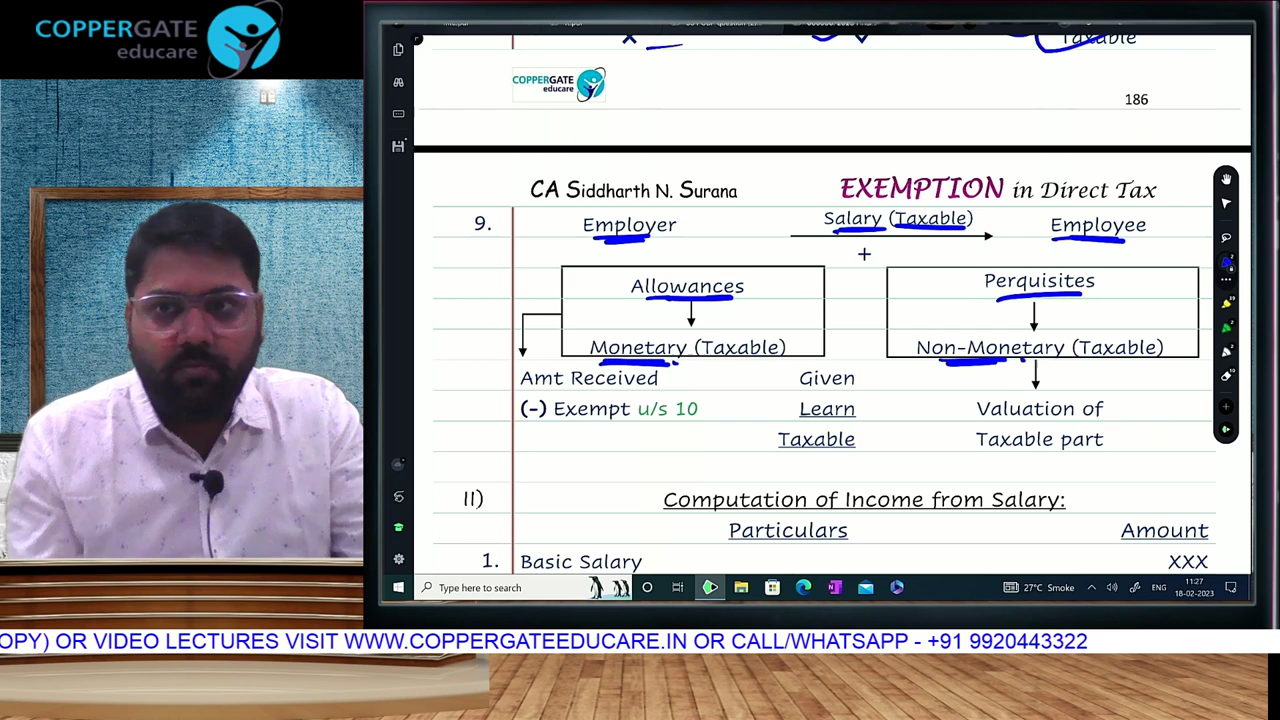 COPPERGATE
educare
Taxable
COPPERGATE
educare
186
CA Siddharth N. Surana
EXEMPTION in Direct Tax
9.
Employer
Salary (Taxable)
Employee
+
Allowances
Perquisites
Monetary (Taxable)
Non-Monetary (Taxable)
Amt Received
Given
(-) Exempt u/s 10
Learn
Valuation of
Taxable
Taxable part
II)
Computation of Income from Salary:
Particulars
Amount
1.
Basic Salary
XXX
Type here to search
27°C Smoke
ENG
11:27
18-02-2023
OPY) OR VIDEO LECTURES VISIT WWW.COPPERGATEEDUCARE.IN OR CALL/WHATSAPP - +91 9920443322